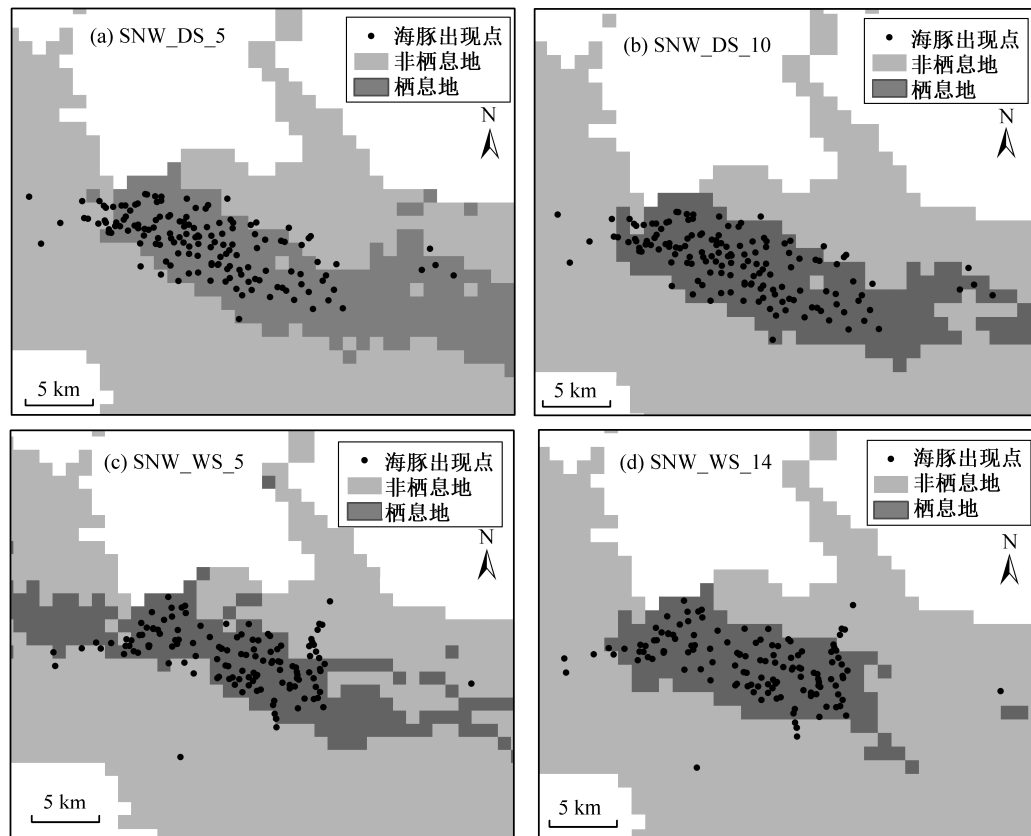 (a) SNW_DS_5
海豚出现点
非栖息地
栖息地
N
5 km
(b) SNW_DS_10
海豚出现点
非栖息地
栖息地
N
5 km
(c) SNW_WS_5
海豚出现点
非栖息地
栖息地
N
5 km
(d) SNW_WS_14
海豚出现点
非栖息地
栖息地
N
5 km